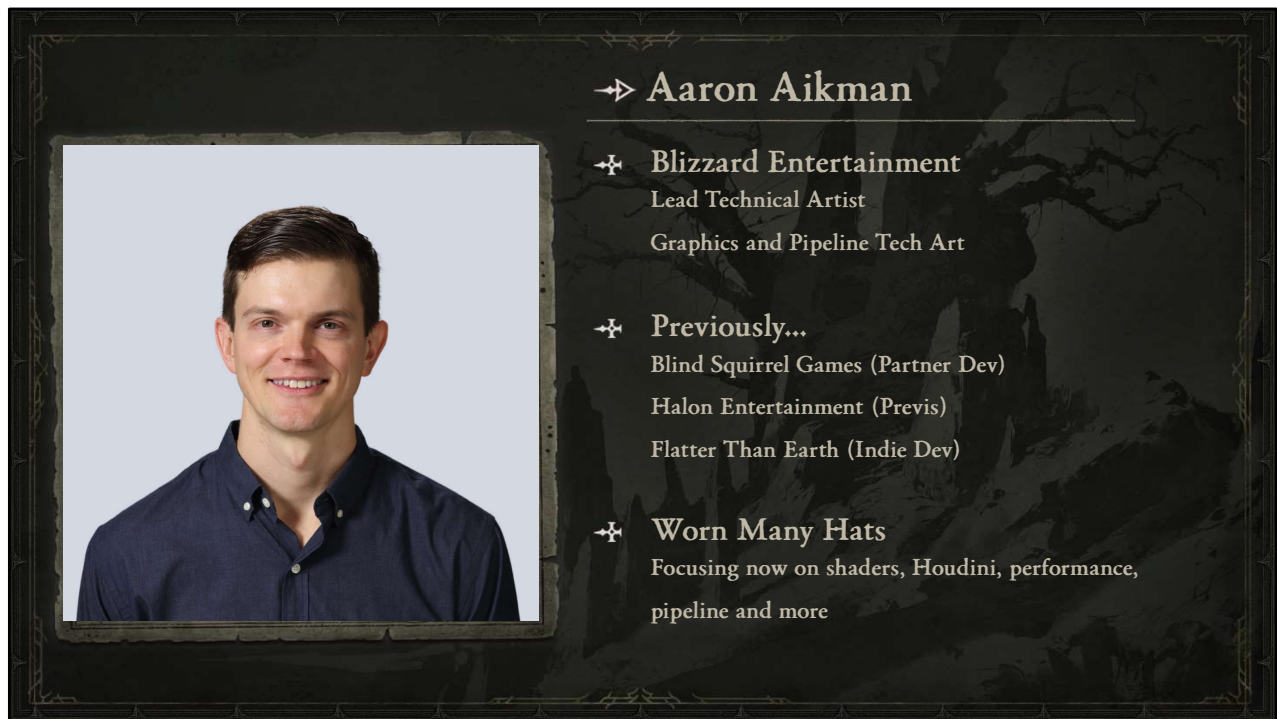 Aaron Aikman
Blizzard Entertainment
Lead Technical Artist
Graphics and Pipeline Tech Art
Previously...
Blind Squirrel Games (Partner Dev)
Halon Entertainment (Previs)
Flatter Than Earth (Indie Dev)
Worn Many Hats
Focusing now on shaders, Houdini, performance,
pipeline and more